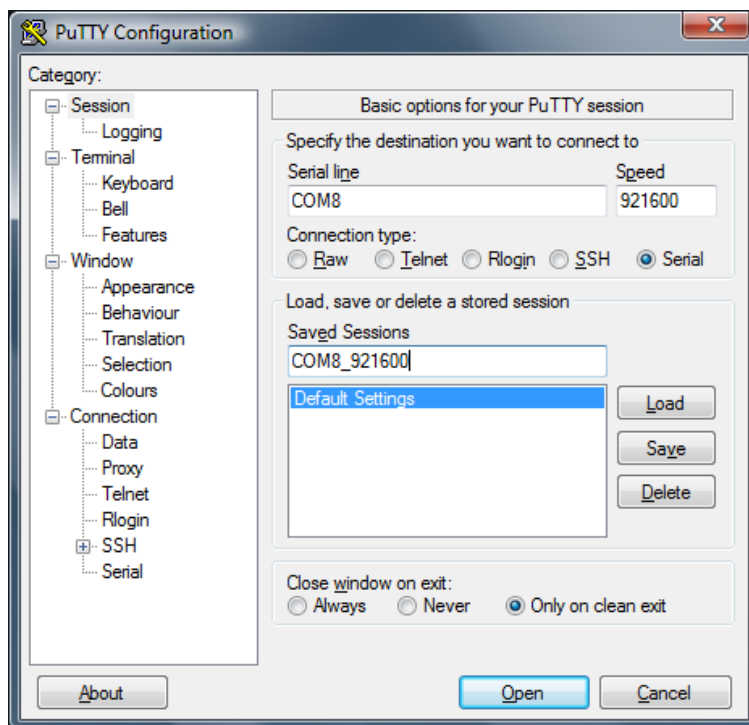 PuTTY Configuration
Category:
Session
Logging
Terminal
Keyboard
Bell
Features
Window
Appearance
Behaviour
Translation
Selection
Colours
Connection
Data
Proxy
Telnet
Rlogin
SSH
Serial
Basic options for your PuTTY session
Specify the destination you want to connect to
Serial line Speed
COM8 921600
Connection type:
Raw Telnet Rlogin SSH Serial
Load, save or delete a stored session
Saved Sessions
COM8_921600
Default Settings
Load
Save
Delete
Close window on exit:
Always Never Only on clean exit
About Open Cancel